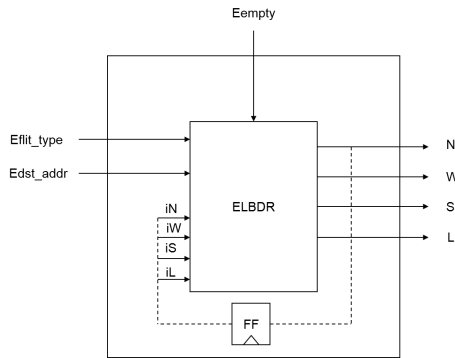 Eempty
Eflit_type
Edst_addr
iN
iW
iS
iL
ELBDR
N
W
S
L
FF